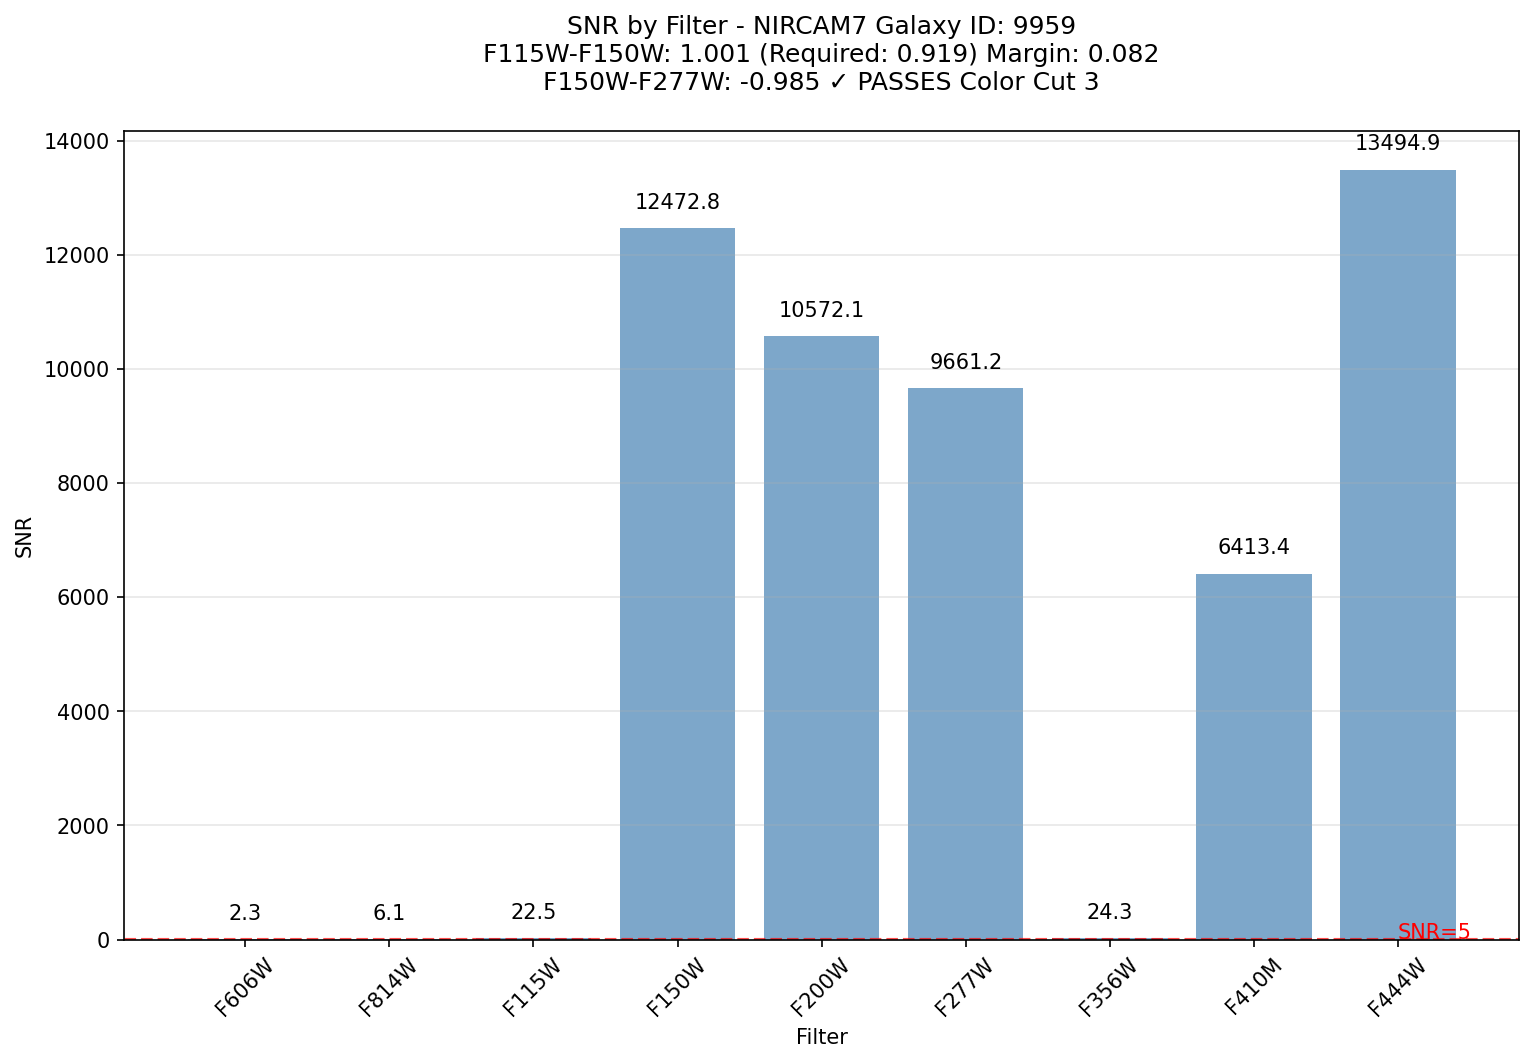 SNR by Filter - NIRCAM7 Galaxy ID: 9959
F115W-F150W: 1.001 (Required: 0.919) Margin: 0.082
F150W-F277W: -0.985 ✓ PASSES Color Cut 3
14000
12000
10000
8000
6000
4000
2000
0
SNR
2.3
6.1
22.5
12472.8
10572.1
9661.2
24.3
6413.4
13494.9
SNR=5
F606W
F814W
F115W
F150W
F200W
F277W
F356W
F410M
F444W
Filter